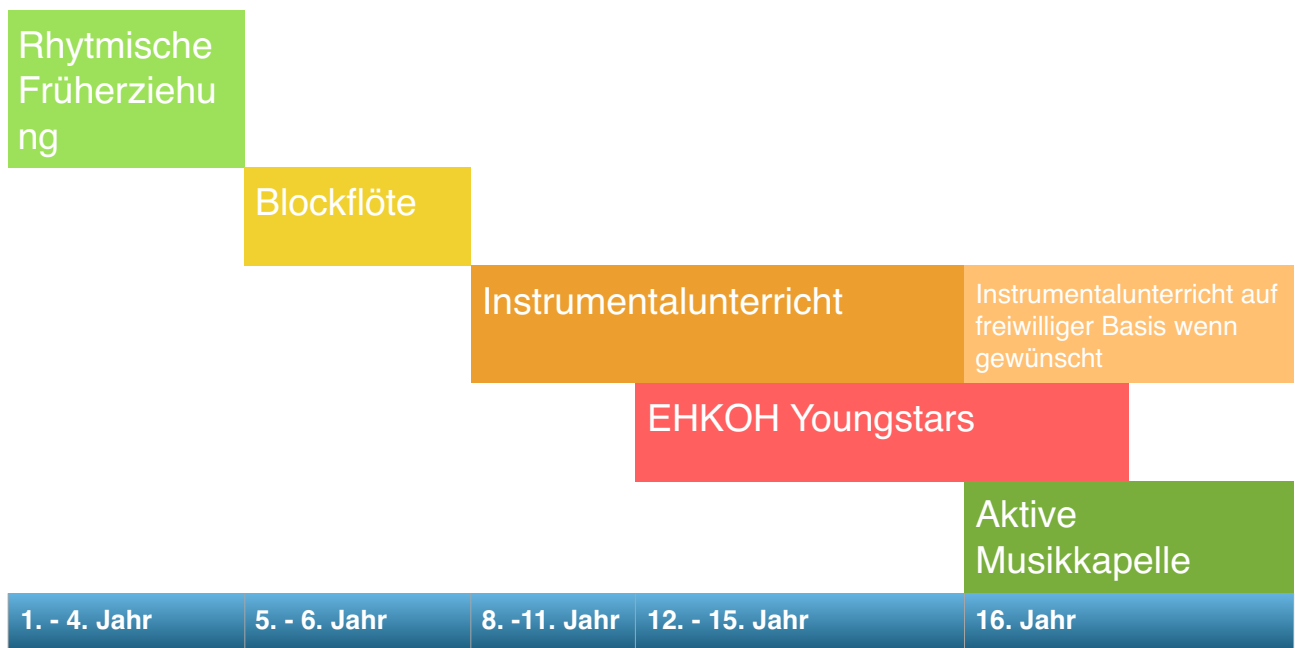 Rhytmische
Früherziehu
ng
Blockflöte
Instrumentalunterricht
Instrumentalunterricht auf
freiwilliger Basis wenn
gewünscht
EHKOH Youngstars
Aktive
Musikkapelle
1. - 4. Jahr
5. - 6. Jahr
8. -11. Jahr
12. - 15. Jahr
16. Jahr